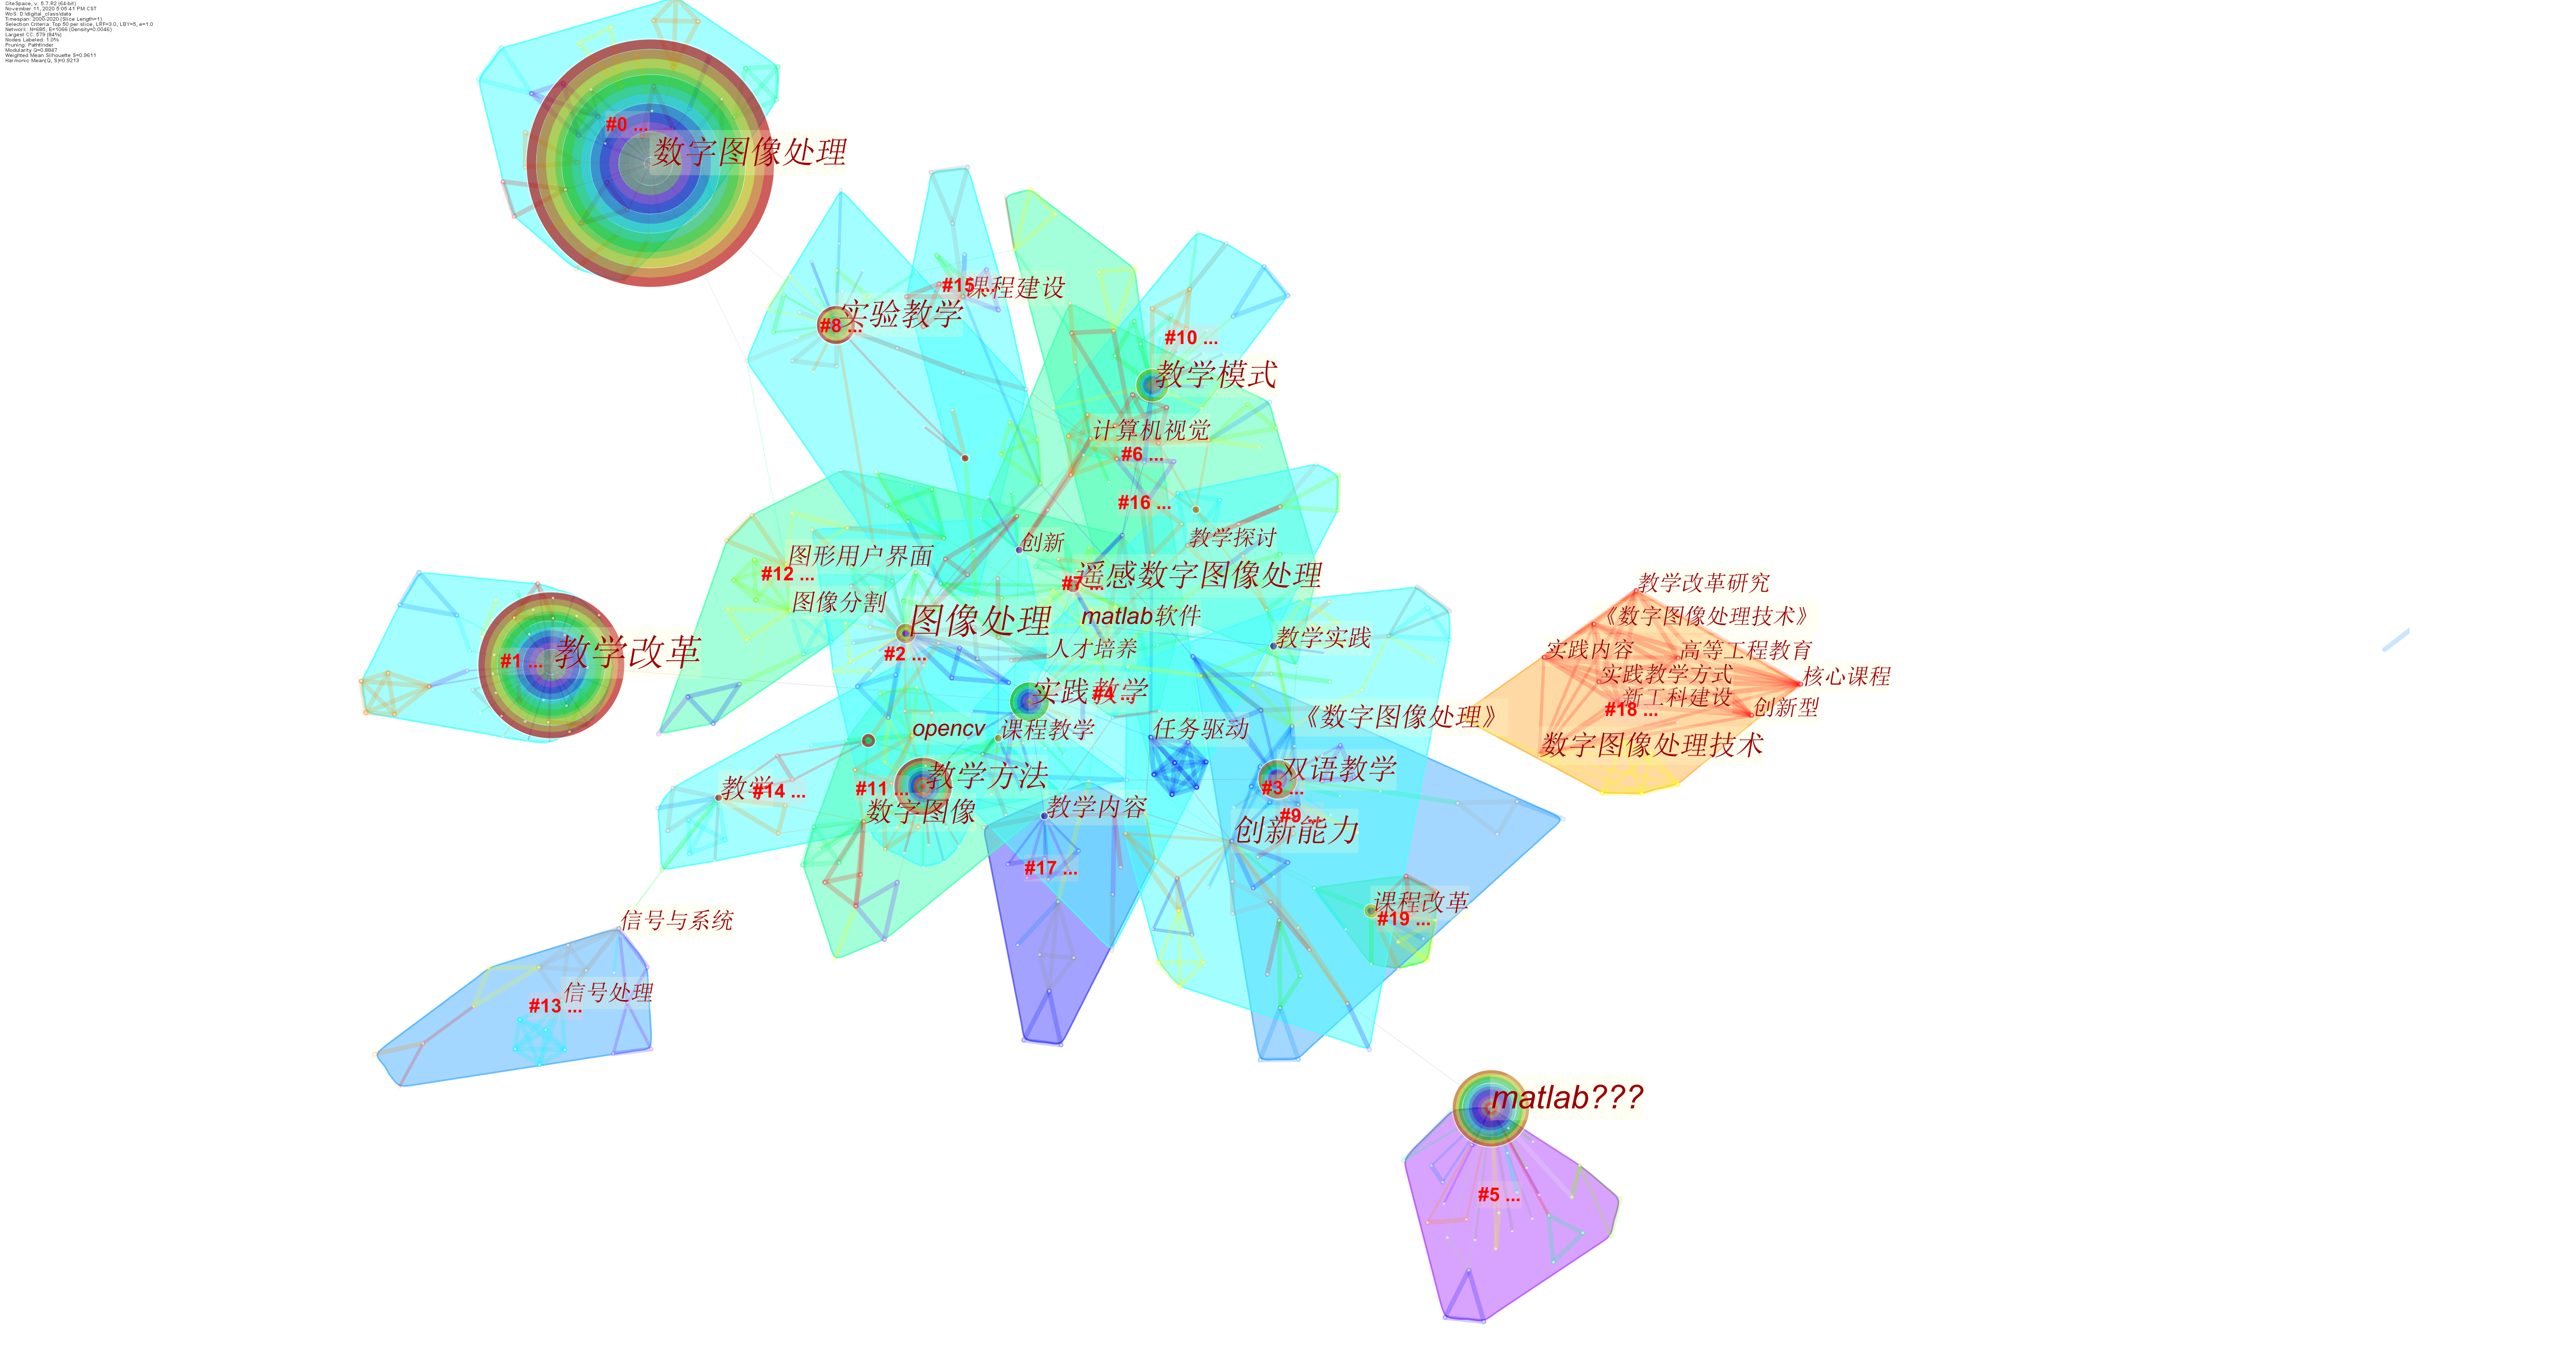 CiteSpace, v. 5.7.R2 (64-bit)
November 11, 2020 5:05:41 PM CST
WoS: D:\digital_class\data
Timespan: 2000-2020 (Slice Length=1)
Selection Criteria: Top 50 per slice, LRF=3.0, LBY=5, e=1.0
Network: N=685, E=1066 (Density=0.0046)
Largest CC: 579 (84%)
Nodes Labeled: 1.0%
Pruning: Pathfinder
Modularity Q=0.8847
Weighted Mean Silhouette S=0.9611
Harmonic Mean(Q, S)=0.9213
#0 ...
数字图像处理
#15 ...
课程建设
实验教学
#8 ...
#10 ...
教学模式
计算机视觉
#6 ...
#16 ...
教学探讨
创新
图形用户界面
#12 ...
遥感数字图像处理
#7 ...
教学改革研究
图像分割
图像处理
matlab软件
《数字图像处理技术》
教学实践
人才培养
实践内容
高等工程教育
#2 ...
教学改革
#1 ...
实践教学方式
核心课程
实践教学
#4 ...
新工科建设
#18 ...
创新型
《数字图像处理》
opencv
课程教学
任务驱动
数字图像处理技术
双语教学
教学方法
#3 ...
教学
#14 ...
#11 ...
数字图像
教学内容
#9 ...
创新能力
#17 ...
课程改革
#19 ...
信号与系统
信号处理
#13 ...
matlab???
#5 ...